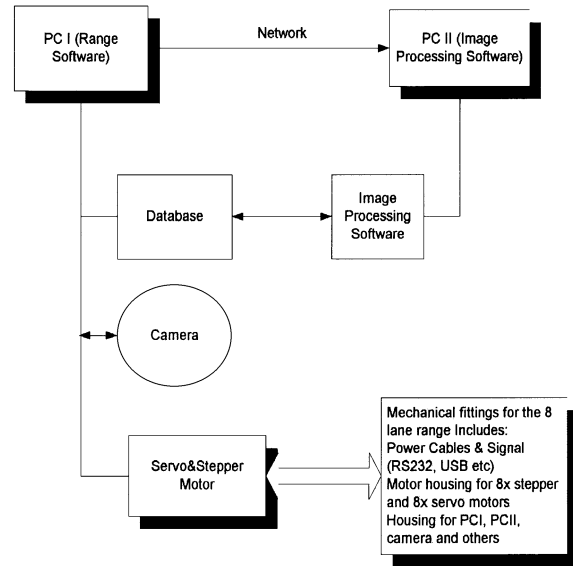 PC I (Range
Software)
Network
PC II (Image
Processing Software)
Database
Image
Processing
Software
Camera
Servo&Stepper
Motor
Mechanical fittings for the 8
lane range Includes:
Power Cables & Signal
(RS232, USB etc)
Motor housing for 8x stepper
and 8x servo motors
Housing for PCI, PCII,
camera and others